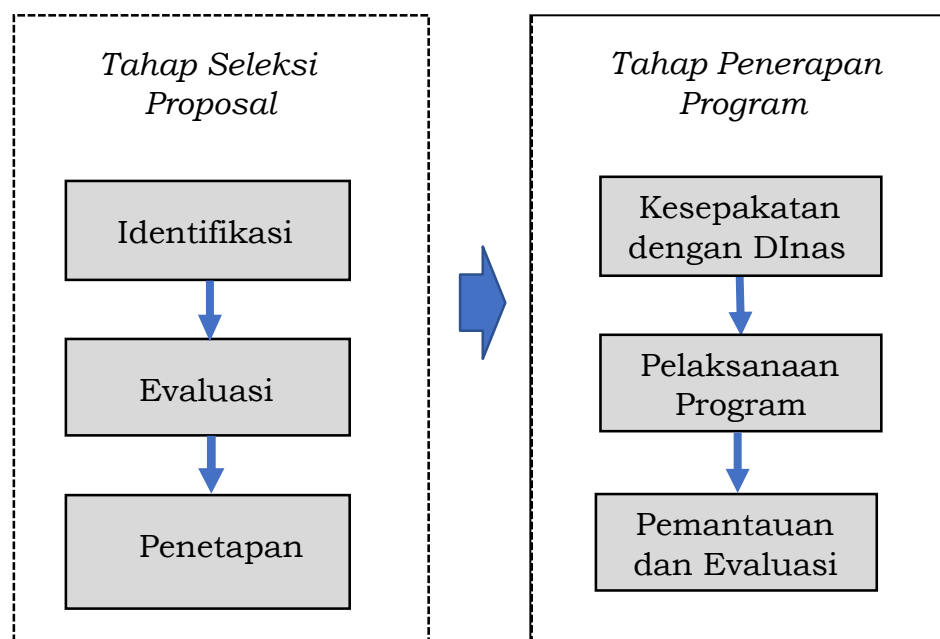 Tahap Seleksi
Proposal
Identifikasi
Evaluasi
Penetapan
Tahap Penerapan
Program
Kesepakatan
dengan DInas
Pelaksanaan
Program
Pemantauan
dan Evaluasi